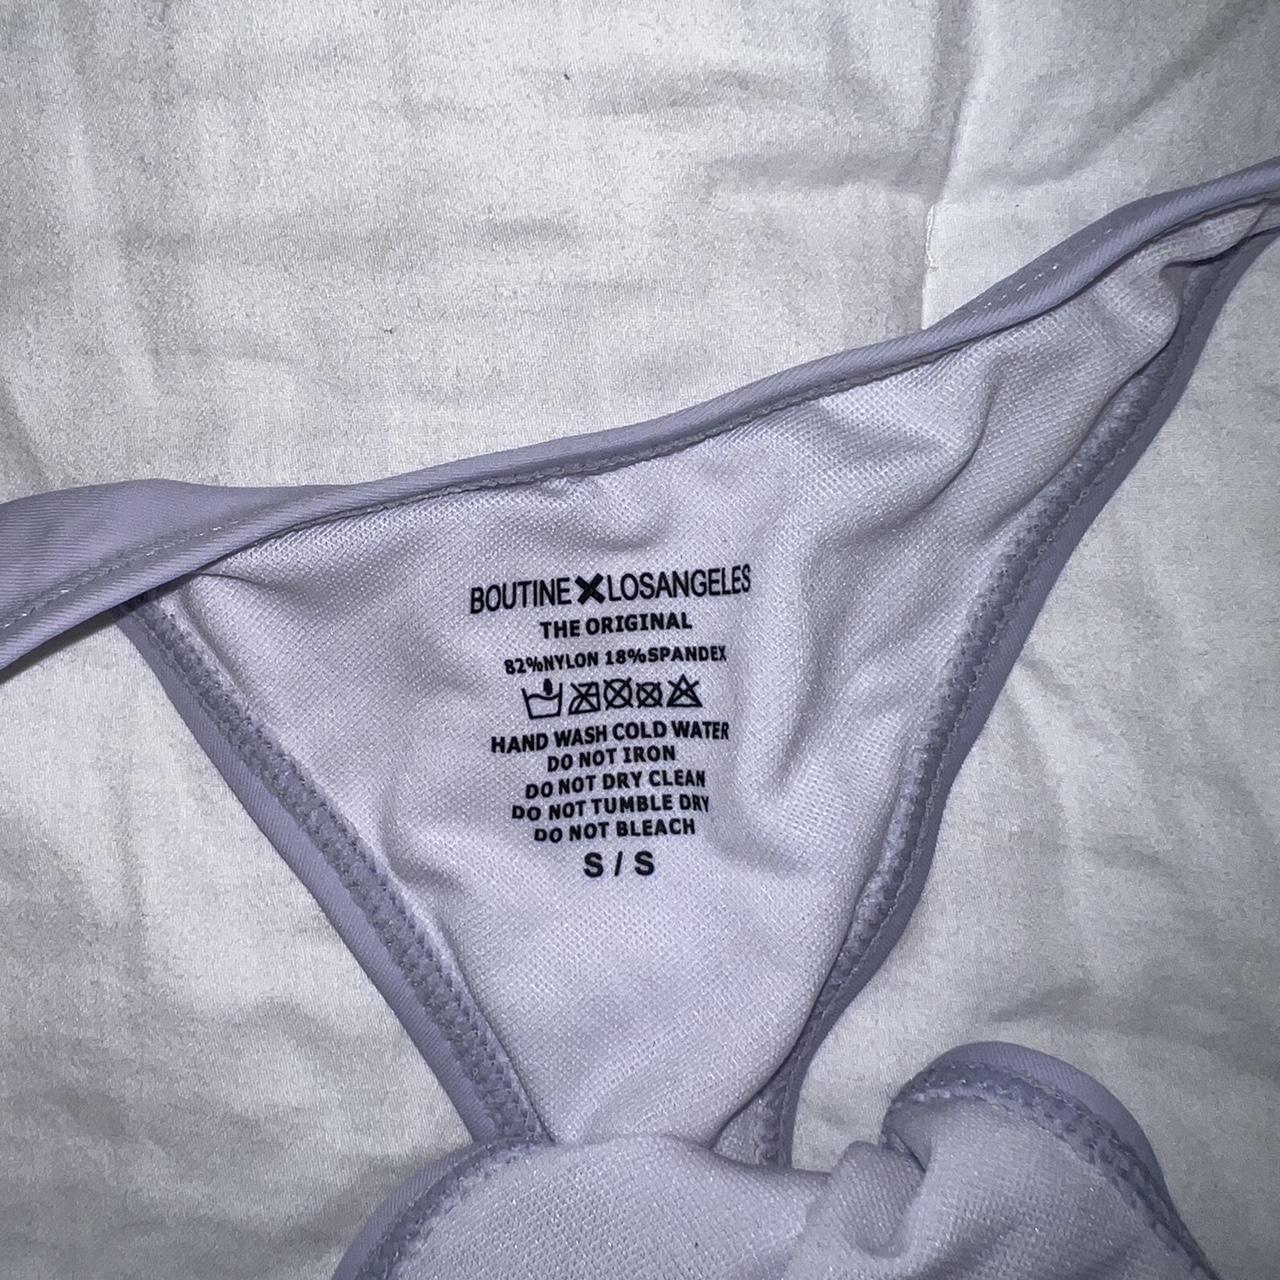 BOUTINE X LOSANGELES
THE ORIGINAL
82%NYLON 18%SPANDEX
HAND WASH COLD WATER
DO NOT IRON
DO NOT DRY CLEAN
DO NOT TUMBLE DRY
DO NOT BLEACH
S / S